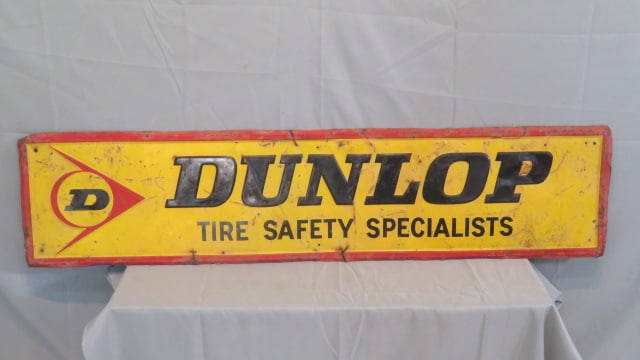 D DUNLOP
TIRE SAFETY SPECIALISTS